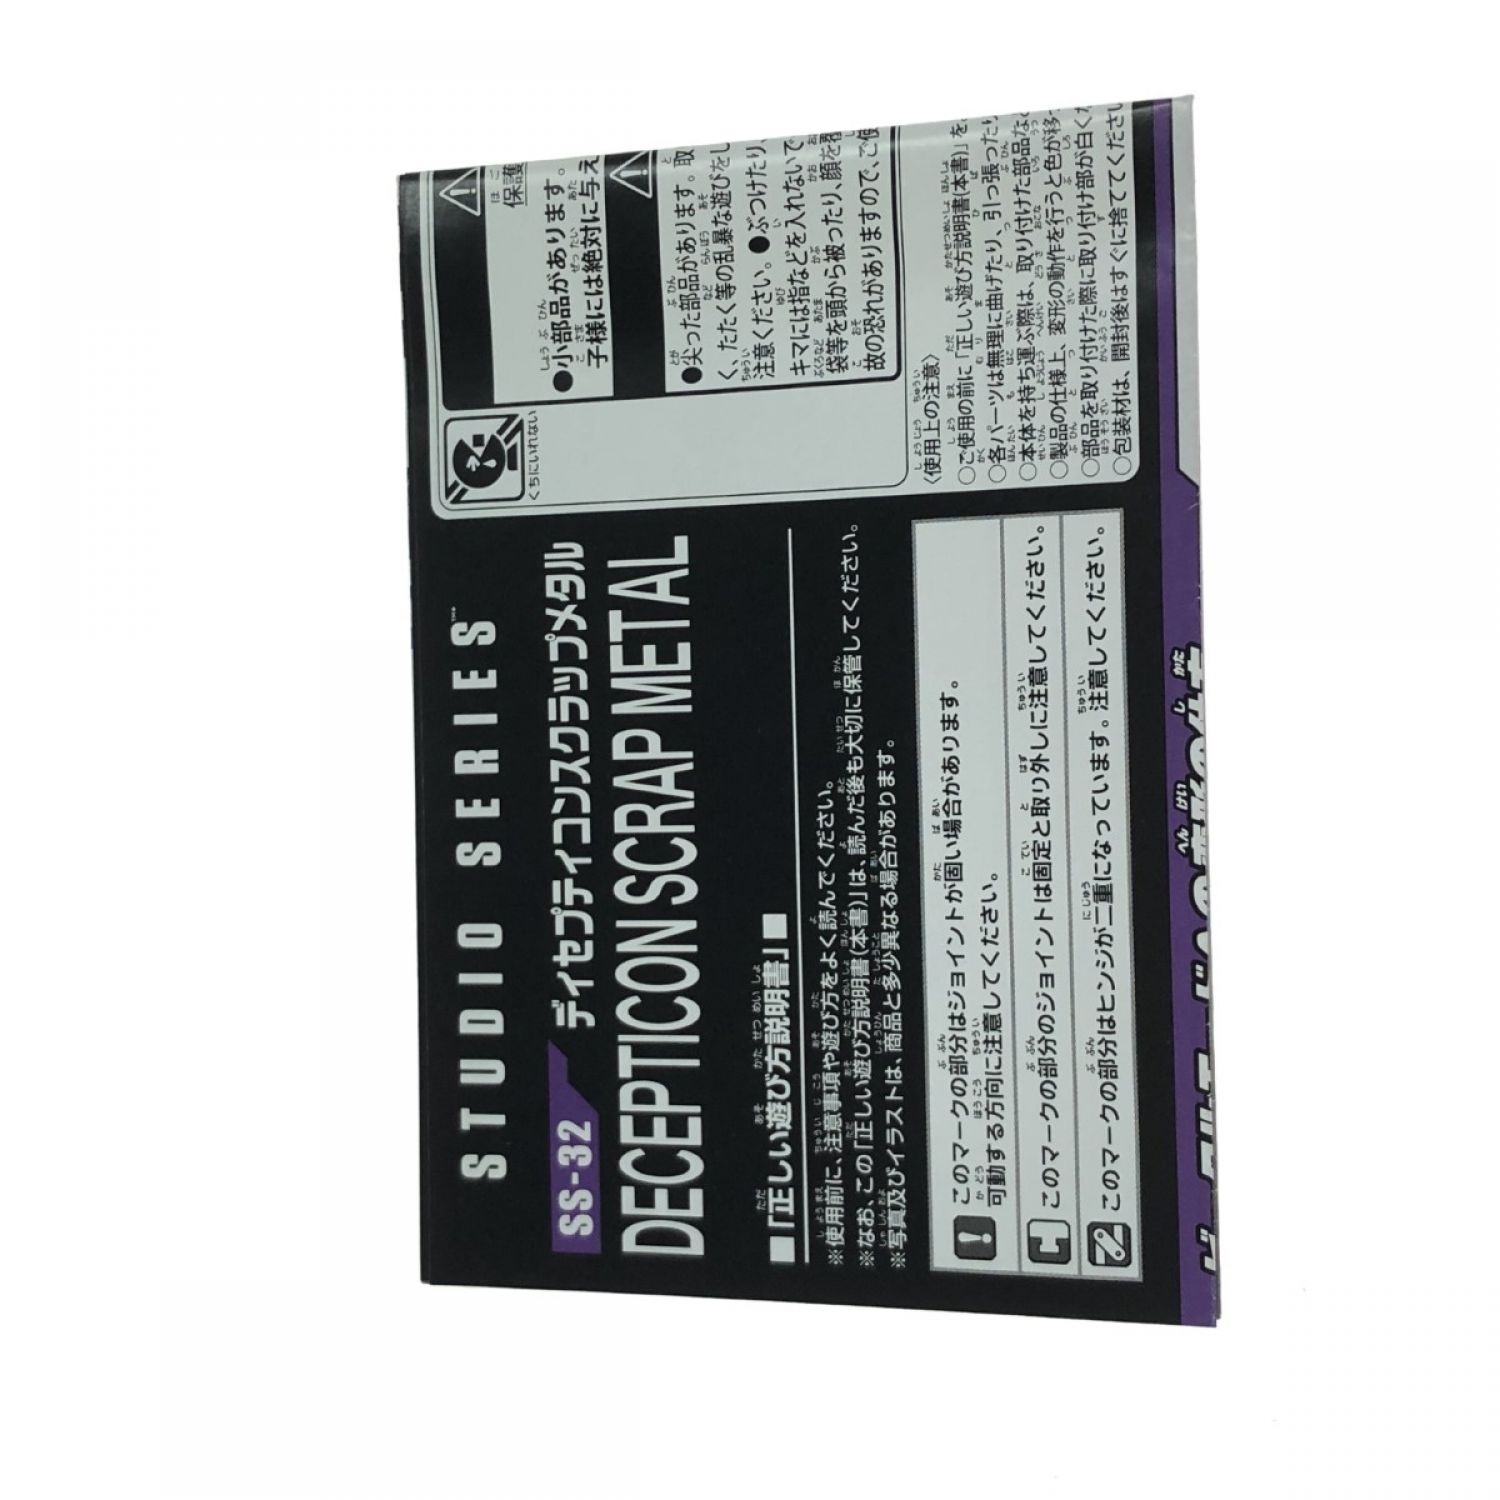 STUDIO SERIES™
SS-32
ディセプティコンスクラップメタル
DECEPTICON SCRAP METAL
■「正しい遊び方説明書」■
※使用前に、注意事項や遊び方をよく読んでください。
※なお、この「正しい遊び方説明書(本書)」は、読んだ後も大切に保管してください。
※写真及びイラストは、商品と多少異なる場合があります。
このマークの部分はジョイントが固い場合があります。
可動する方向に注意してください。
このマークの部分のジョイントは固定と取り外しに注意してください。
このマークの部分はヒンジが二重になっています。注意してください。
くちにいれない
保護
●小部品があります。
子様には絶対に与え
●尖った部品があります。取
く、たたく等の乱暴な遊びをし
注意ください。●ぶつけたり、
キマには指などを入れないで
袋等を頭から被ったり、顔を覆
故の恐れがありますので、ご使
〈使用上の注意〉
○ご使用の前に「正しい遊び方説明書(本書)」を
○各パーツは無理に曲げたり、引っ張ったり
○本体を持ち運ぶ際は、取り付けた部品な
○製品の仕様上、変形の動作を行うと色が移
○部品を取り付けた際に取り付け部が白く
○包装材は、開封後はすぐに捨ててください